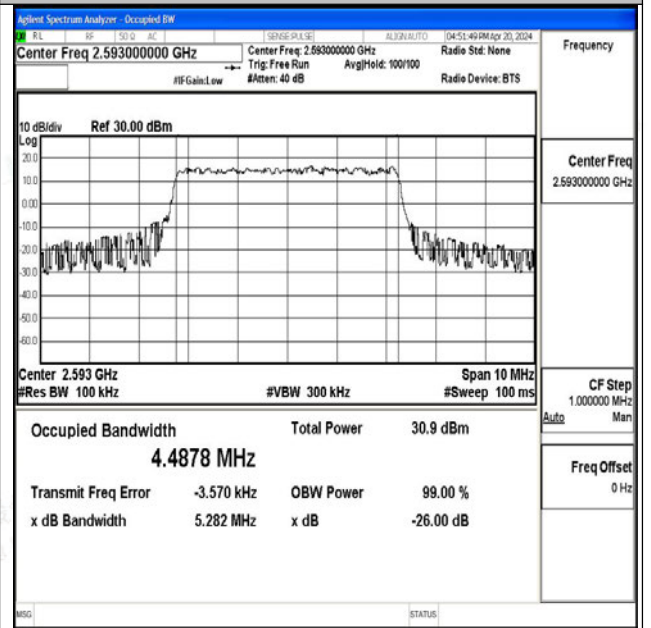 Agilent Spectrum Analyzer - Occupied BW
RL RF 50 Ω AC SENSE:PULSE ALIGN AUTO 04:51:49 PM Apr 20, 2024
Center Freq 2.593000000 GHz Center Freq: 2.593000000 GHz Radio Std: None
Trig: Free Run Avg|Hold: 100/100
#IFGain:Low #Atten: 40 dB Radio Device: BTS
10 dB/div Ref 30.00 dBm
Log
20.0
10.0
0.00
-10.0
-20.0
-30.0
-40.0
-50.0
-60.0
Center 2.593 GHz Span 10 MHz
#Res BW 100 kHz #VBW 300 kHz #Sweep 100 ms
Occupied Bandwidth Total Power 30.9 dBm
4.4878 MHz
Transmit Freq Error -3.570 kHz OBW Power 99.00 %
x dB Bandwidth 5.282 MHz x dB -26.00 dB
MSG STATUS
Frequency
Center Freq
2.593000000 GHz
CF Step
1.000000 MHz
Auto Man
Freq Offset
0 Hz